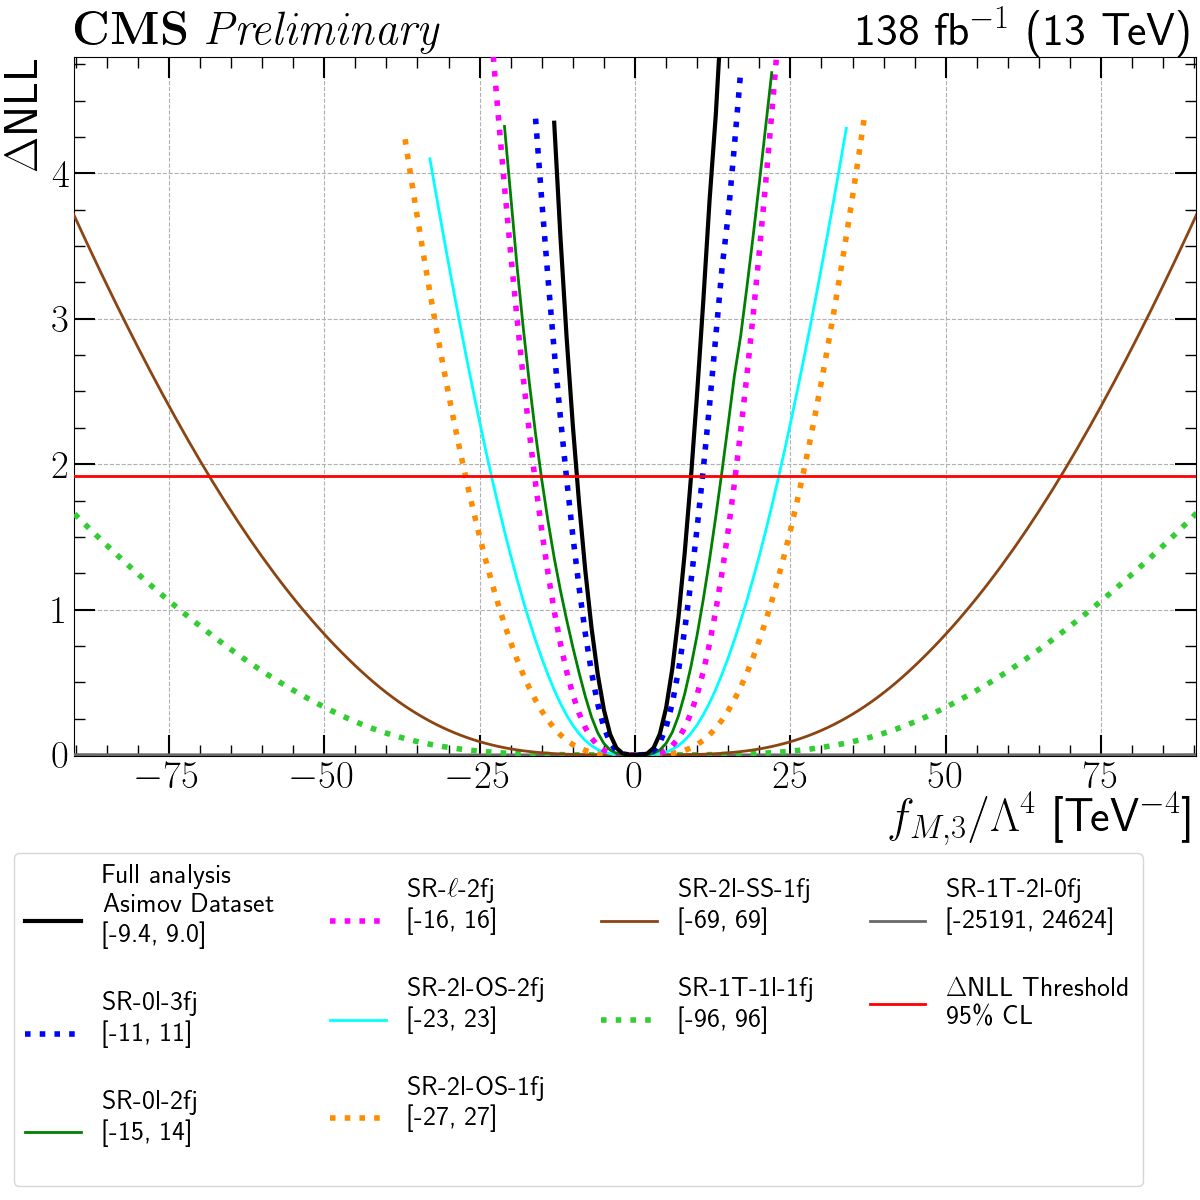 CMS Preliminary
138 fb⁻¹ (13 TeV)
ΔNLL
4
3
2
1
0
−75 −50 −25 0 25 50 75
f_{M,3}/Λ⁴ [TeV⁻⁴]
Full analysis
Asimov Dataset
[-9.4, 9.0]
SR-0l-3fj
[-11, 11]
SR-0l-2fj
[-15, 14]
SR-ℓ-2fj
[-16, 16]
SR-2l-OS-2fj
[-23, 23]
SR-2l-OS-1fj
[-27, 27]
SR-2l-SS-1fj
[-69, 69]
SR-1T-1l-1fj
[-96, 96]
SR-1T-2l-0fj
[-25191, 24624]
ΔNLL Threshold
95% CL